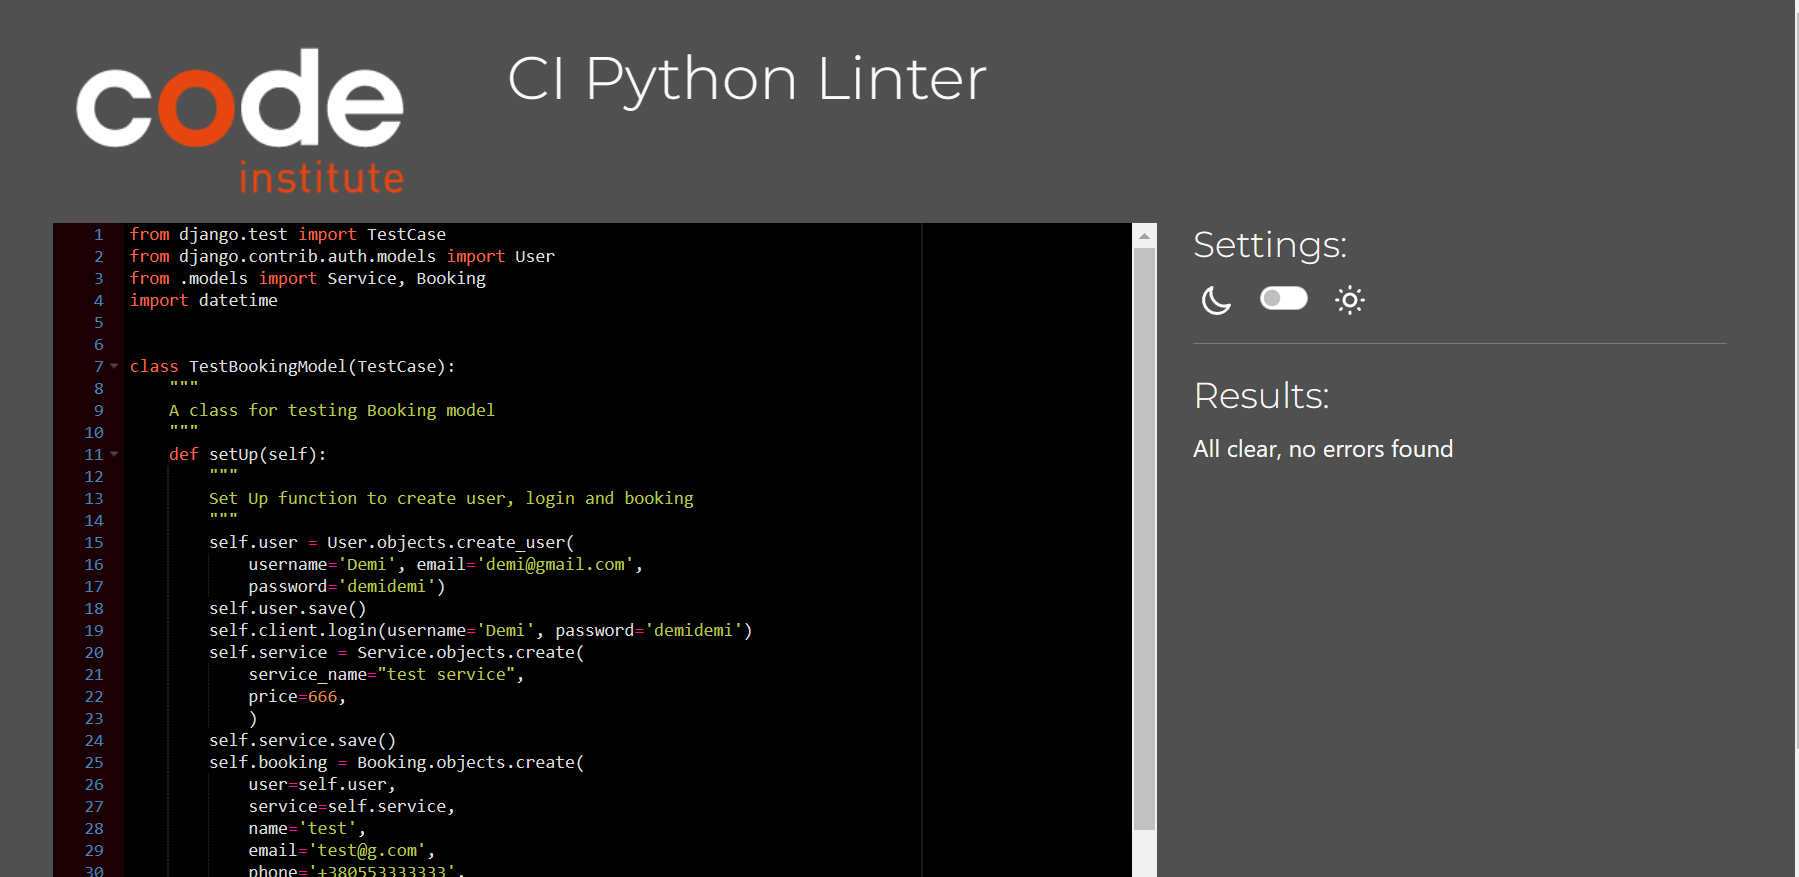 code
institute
CI Python Linter
1 from django.test import TestCase
2 from django.contrib.auth.models import User
3 from .models import Service, Booking
4 import datetime
5
6
7 class TestBookingModel(TestCase):
8     """
9     A class for testing Booking model
10     """
11     def setUp(self):
12         """
13         Set Up function to create user, login and booking
14         """
15         self.user = User.objects.create_user(
16             username='Demi', email='demi@gmail.com',
17             password='demidemi')
18         self.user.save()
19         self.client.login(username='Demi', password='demidemi')
20         self.service = Service.objects.create(
21             service_name="test service",
22             price=666,
23             )
24         self.service.save()
25         self.booking = Booking.objects.create(
26             user=self.user,
27             service=self.service,
28             name='test',
29             email='test@g.com',
30             phone='+380553333333',
Settings:
Results:
All clear, no errors found